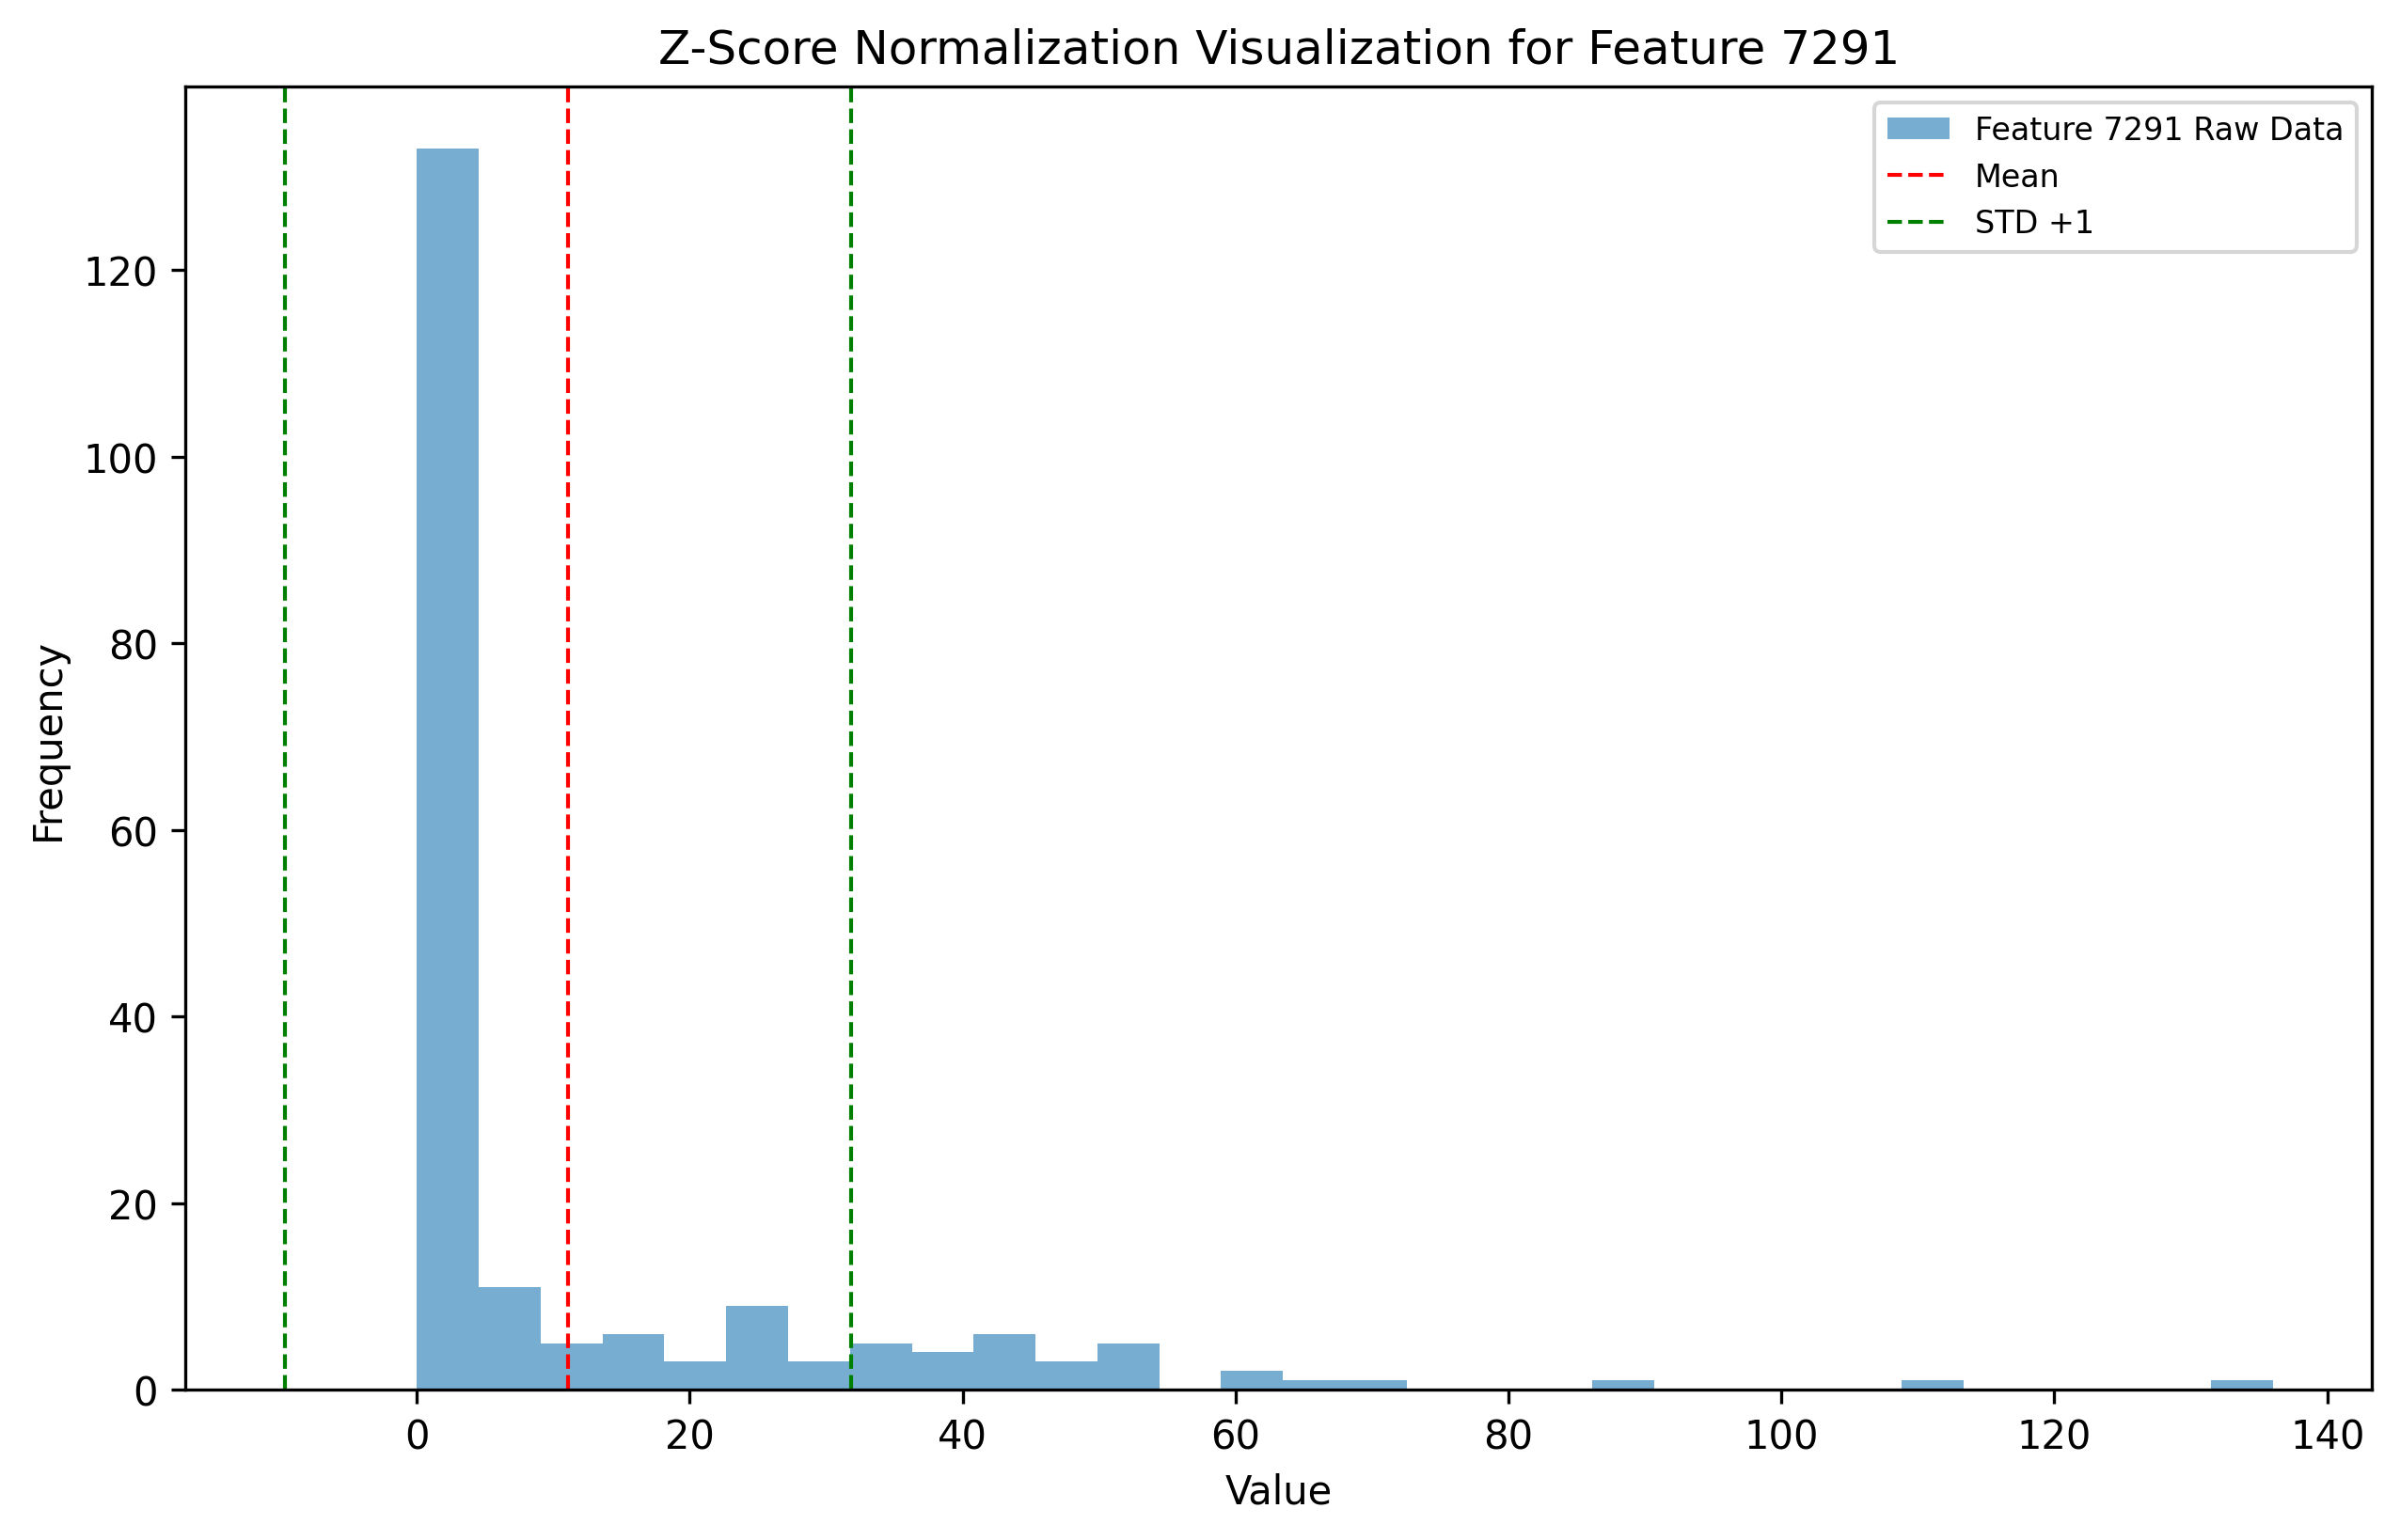 Z-Score Normalization Visualization for Feature 7291
Feature 7291 Raw Data
Mean
STD +1
120
100
80
60
40
20
0
Frequency
0 20 40 60 80 100 120 140
Value